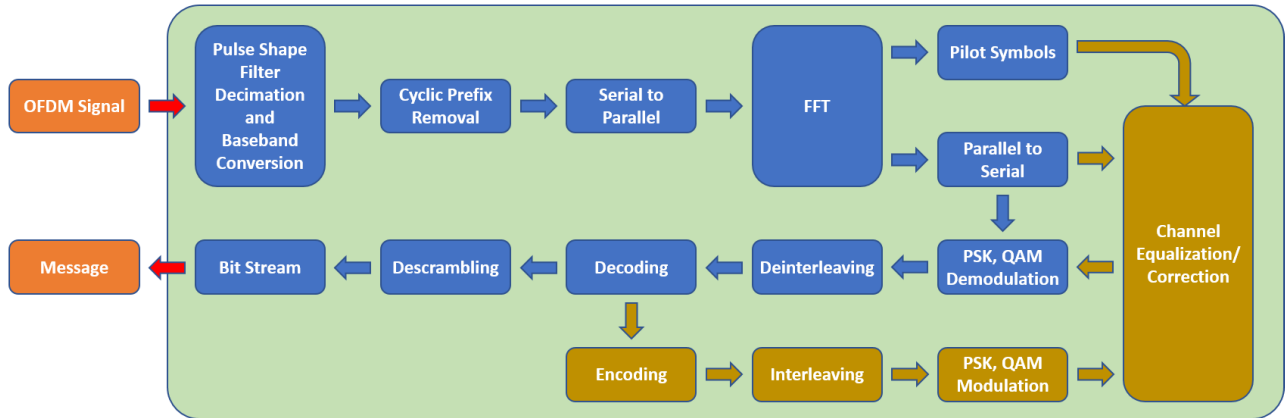 OFDM Signal
Pulse Shape
Filter
Decimation
and
Baseband
Conversion
Cyclic Prefix
Removal
Serial to
Parallel
FFT
Pilot Symbols
Parallel to
Serial
Channel
Equalization/
Correction
Message
Bit Stream
Descrambling
Decoding
Deinterleaving
PSK, QAM
Demodulation
Encoding
Interleaving
PSK, QAM
Modulation